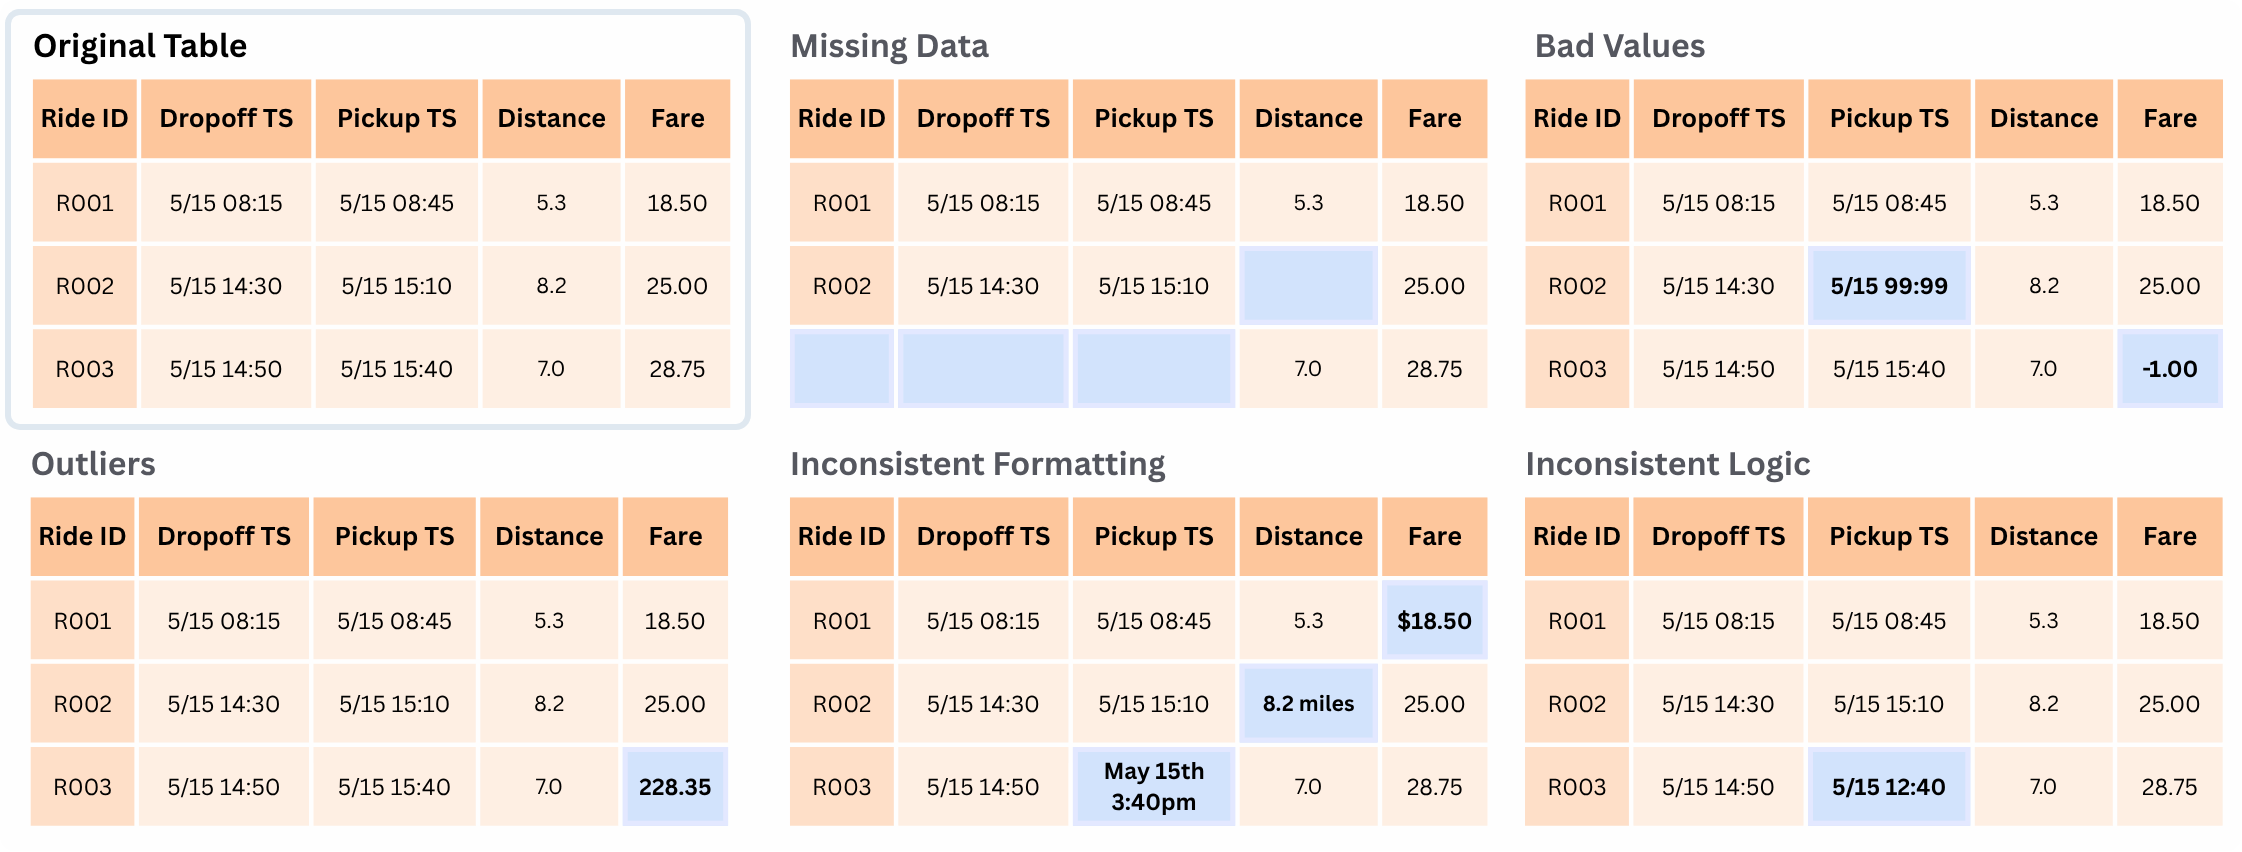 Original Table
Ride ID Dropoff TS Pickup TS Distance Fare
R001 5/15 08:15 5/15 08:45 5.3 18.50
R002 5/15 14:30 5/15 15:10 8.2 25.00
R003 5/15 14:50 5/15 15:40 7.0 28.75
Missing Data
Ride ID Dropoff TS Pickup TS Distance Fare
R001 5/15 08:15 5/15 08:45 5.3 18.50
R002 5/15 14:30 5/15 15:10 25.00
7.0 28.75
Bad Values
Ride ID Dropoff TS Pickup TS Distance Fare
R001 5/15 08:15 5/15 08:45 5.3 18.50
R002 5/15 14:30 5/15 99:99 8.2 25.00
R003 5/15 14:50 5/15 15:40 7.0 -1.00
Outliers
Ride ID Dropoff TS Pickup TS Distance Fare
R001 5/15 08:15 5/15 08:45 5.3 18.50
R002 5/15 14:30 5/15 15:10 8.2 25.00
R003 5/15 14:50 5/15 15:40 7.0 228.35
Inconsistent Formatting
Ride ID Dropoff TS Pickup TS Distance Fare
R001 5/15 08:15 5/15 08:45 5.3 $18.50
R002 5/15 14:30 5/15 15:10 8.2 miles 25.00
R003 5/15 14:50 May 15th 3:40pm 7.0 28.75
Inconsistent Logic
Ride ID Dropoff TS Pickup TS Distance Fare
R001 5/15 08:15 5/15 08:45 5.3 18.50
R002 5/15 14:30 5/15 15:10 8.2 25.00
R003 5/15 14:50 5/15 12:40 7.0 28.75